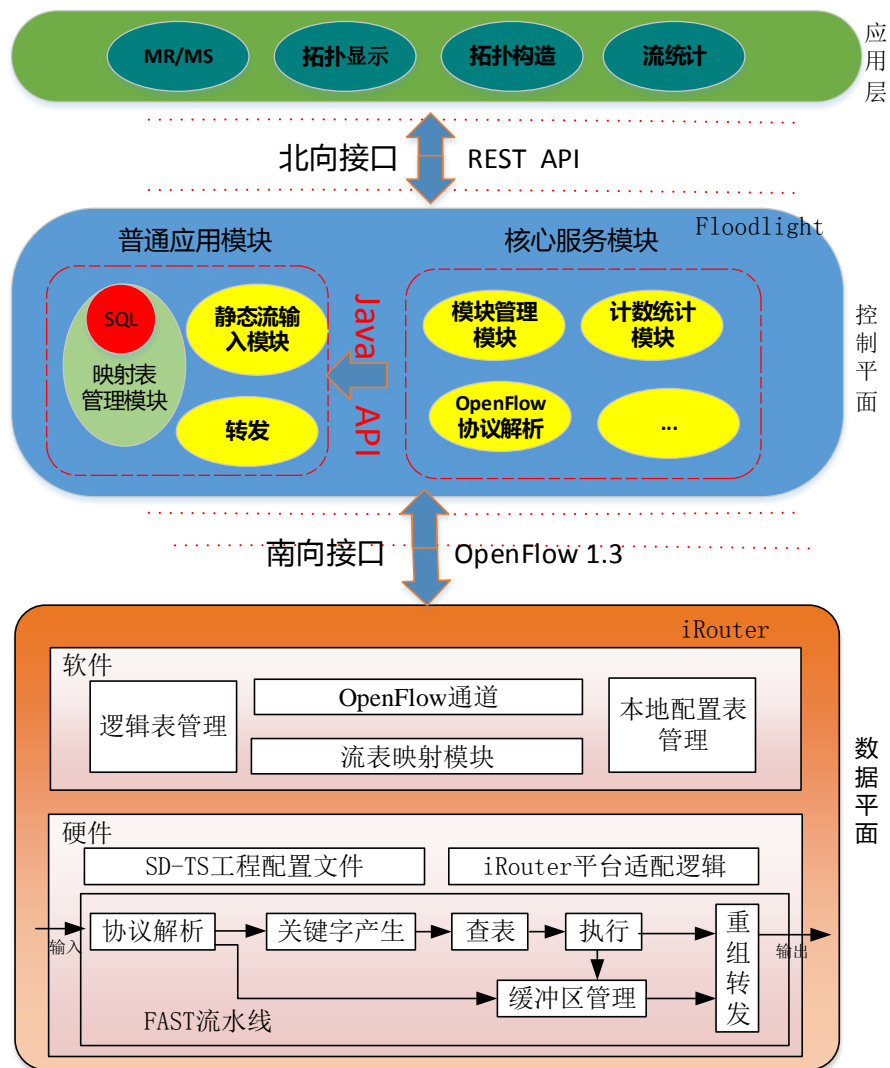 MR/MS
拓扑显示
拓扑构造
流统计
应用层
北向接口
REST API
Floodlight
普通应用模块
核心服务模块
SQL
映射表
管理模块
静态流输
入模块
转发
Java API
模块管理
模块
计数统计
模块
OpenFlow
协议解析
...
控制平面
南向接口
OpenFlow 1.3
iRouter
软件
逻辑表管理
OpenFlow通道
流表映射模块
本地配置表
管理
数据平面
硬件
SD-TS工程配置文件
iRouter平台适配逻辑
输入
协议解析
关键字产生
查表
执行
重组转发
输出
缓冲区管理
FAST流水线